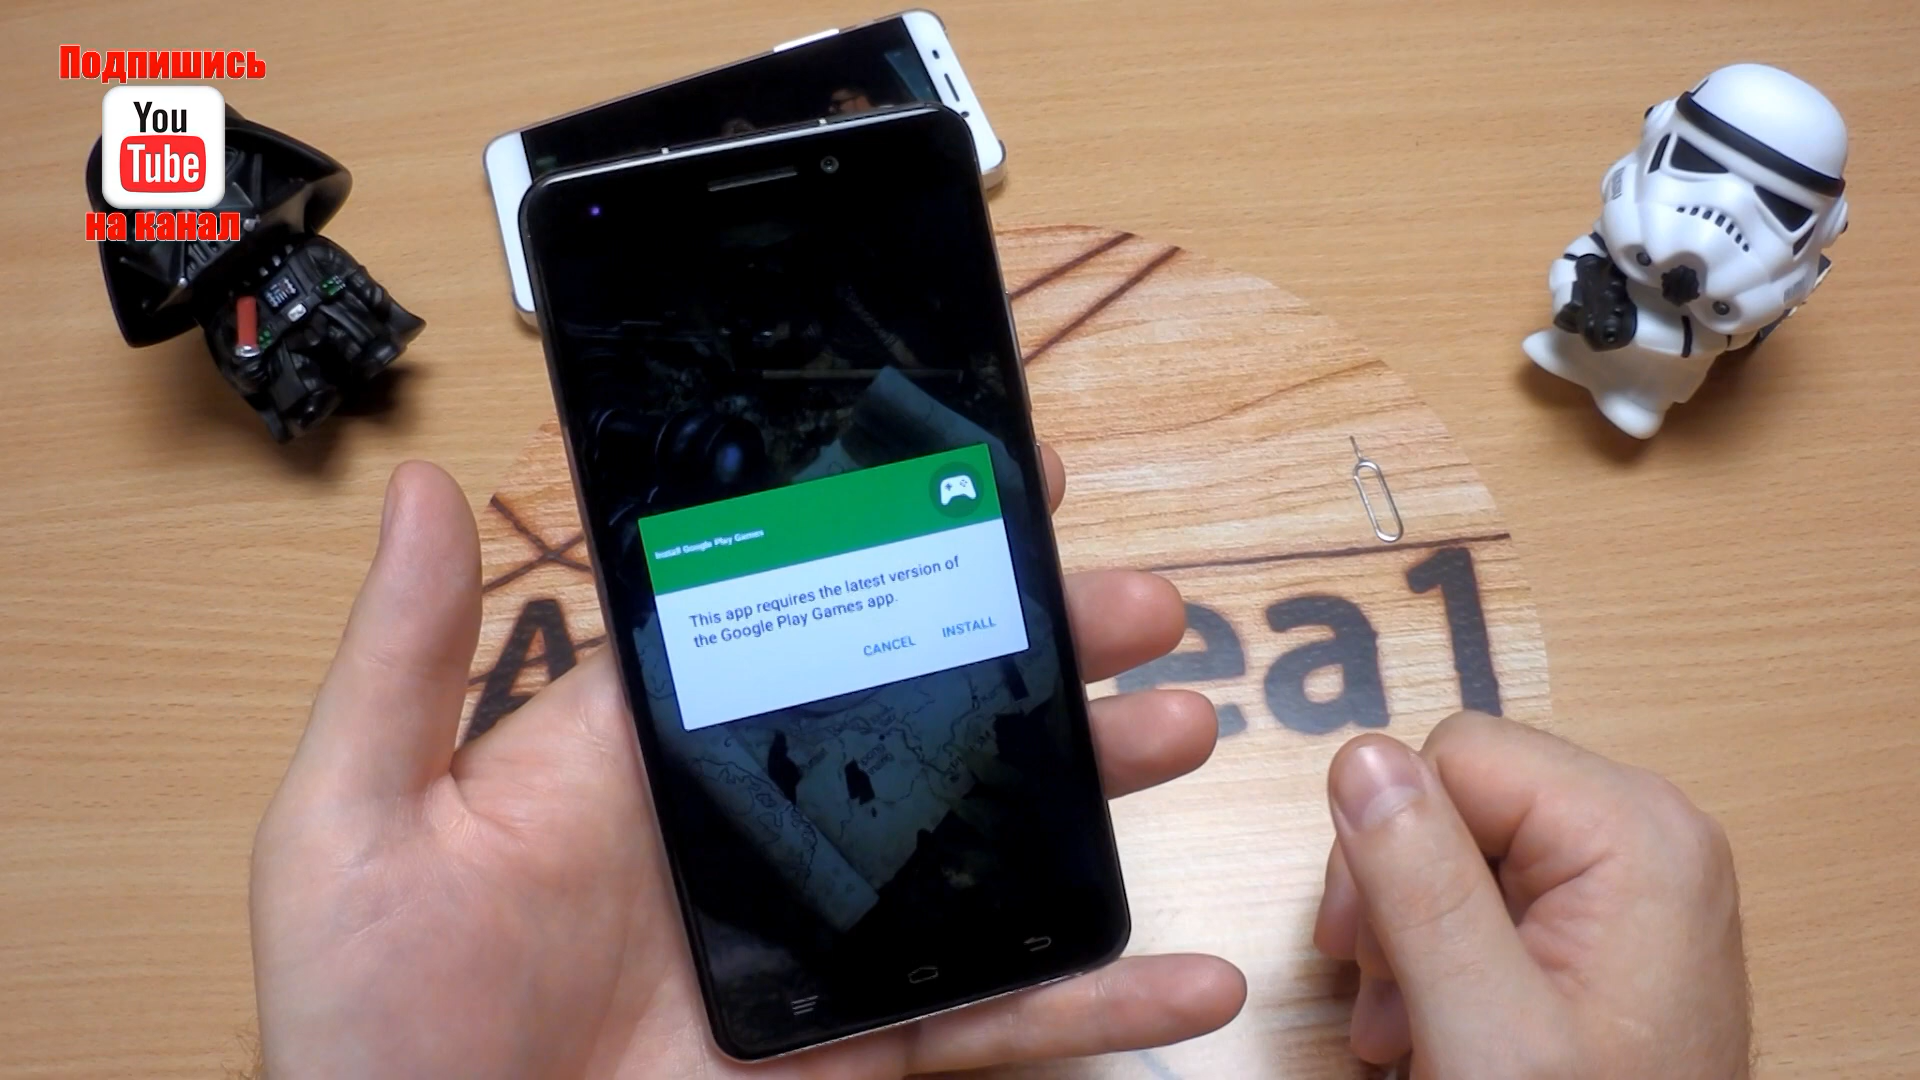 Подпишись
You
Tube
на канал
Install Google Play Games
This app requires the latest version of
the Google Play Games app.
CANCEL
INSTALL
A
ea1